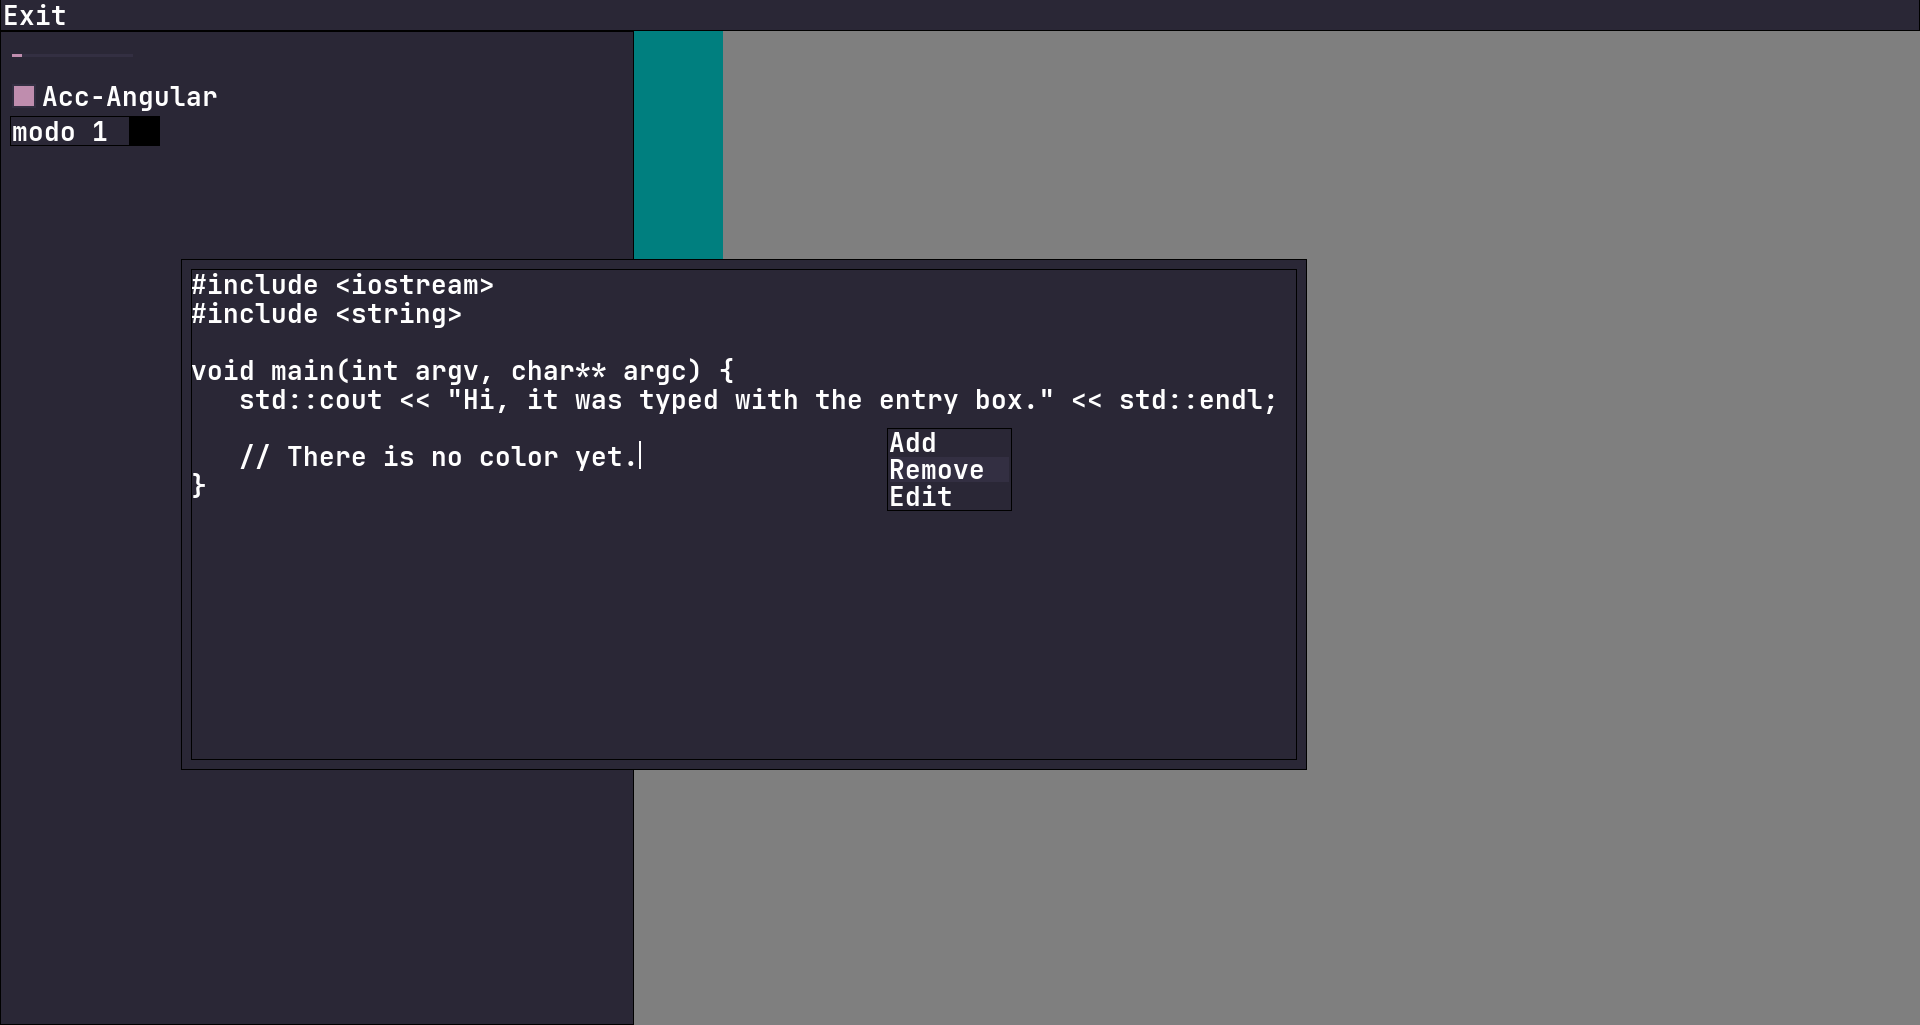 Exit
Acc-Angular
modo 1
#include <iostream>
#include <string>
void main(int argv, char** argc) {
   std::cout << "Hi, it was typed with the entry box." << std::endl;
   // There is no color yet.
}
Add
Remove
Edit